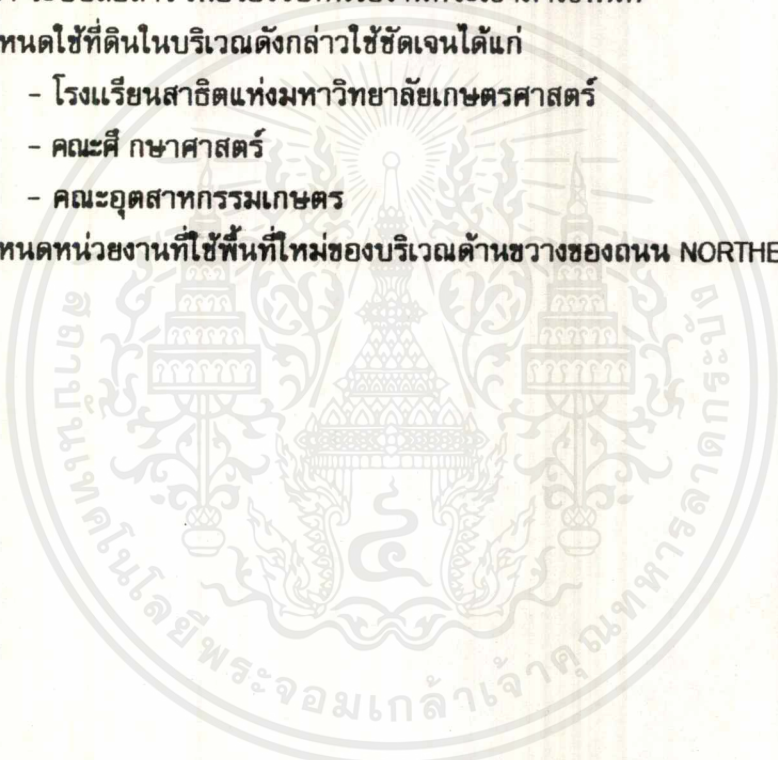 หนดใช้ที่ดินในบริเวณดังกล่าวใช้ชัดเจนได้แก่
- โรงเเรียนสาธิตแห่งมหาวิทยาลัยเกษตรศาสตร์
- คณะศึ กษาศาสตร์
- คณะอุตสาหกรรมเกษตร
หนดหน่วยงานที่ใช้พื้นที่ใหม่ของบริเวณด้านขวางของถนน NORTHE
สถาบันเทคโนโลยีพระจอมเกล้าเจ้าคุณทหารลาดกระบัง